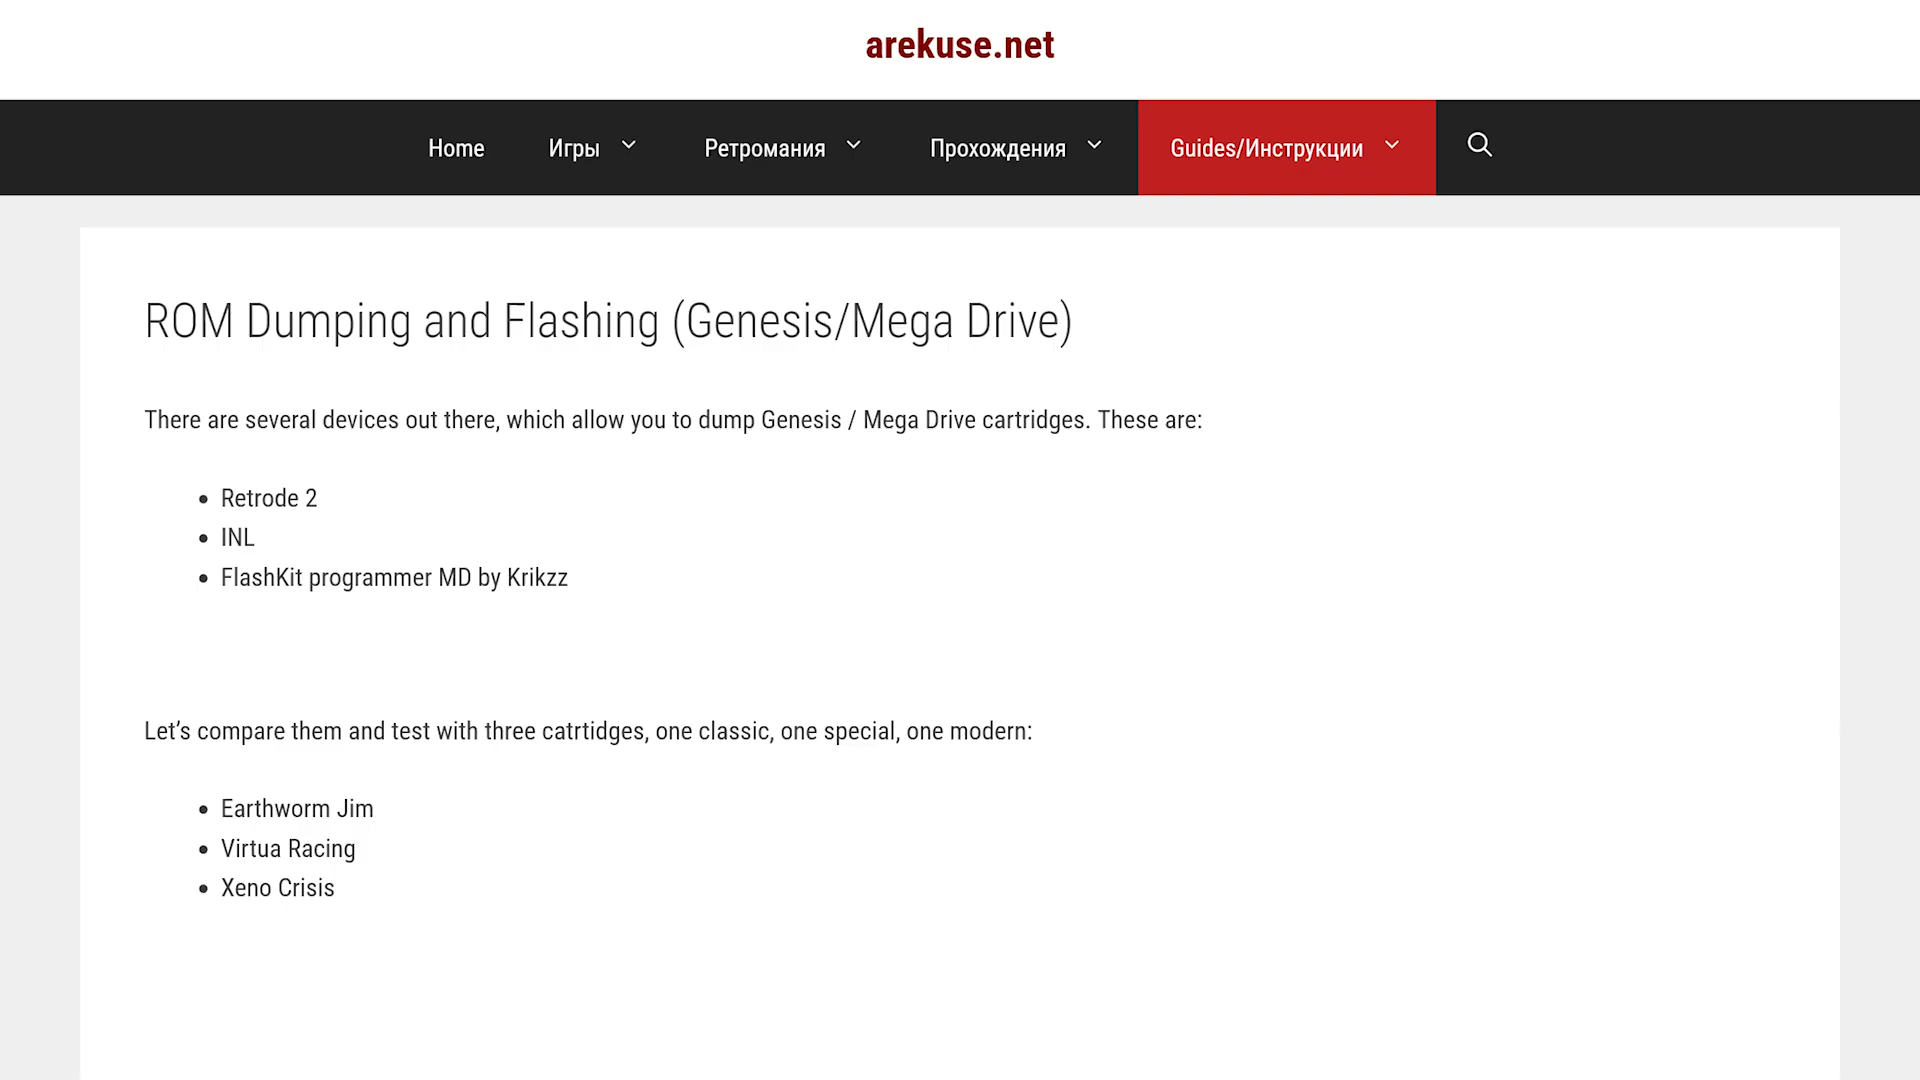 arekuse.net
Home Игры Ретромания Прохождения Guides/Инструкции
ROM Dumping and Flashing (Genesis/Mega Drive)
There are several devices out there, which allow you to dump Genesis / Mega Drive cartridges. These are:
Retrode 2
INL
FlashKit programmer MD by Krikzz
Let’s compare them and test with three catrtidges, one classic, one special, one modern:
Earthworm Jim
Virtua Racing
Xeno Crisis